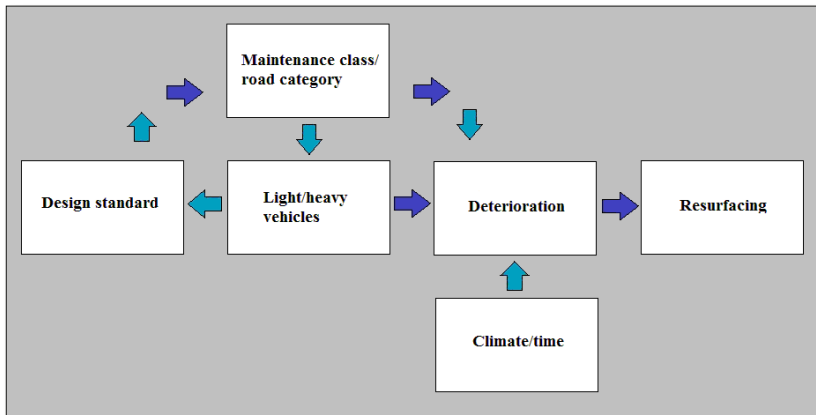 Maintenance class/
road category
Design standard
Light/heavy
vehicles
Deterioration
Resurfacing
Climate/time